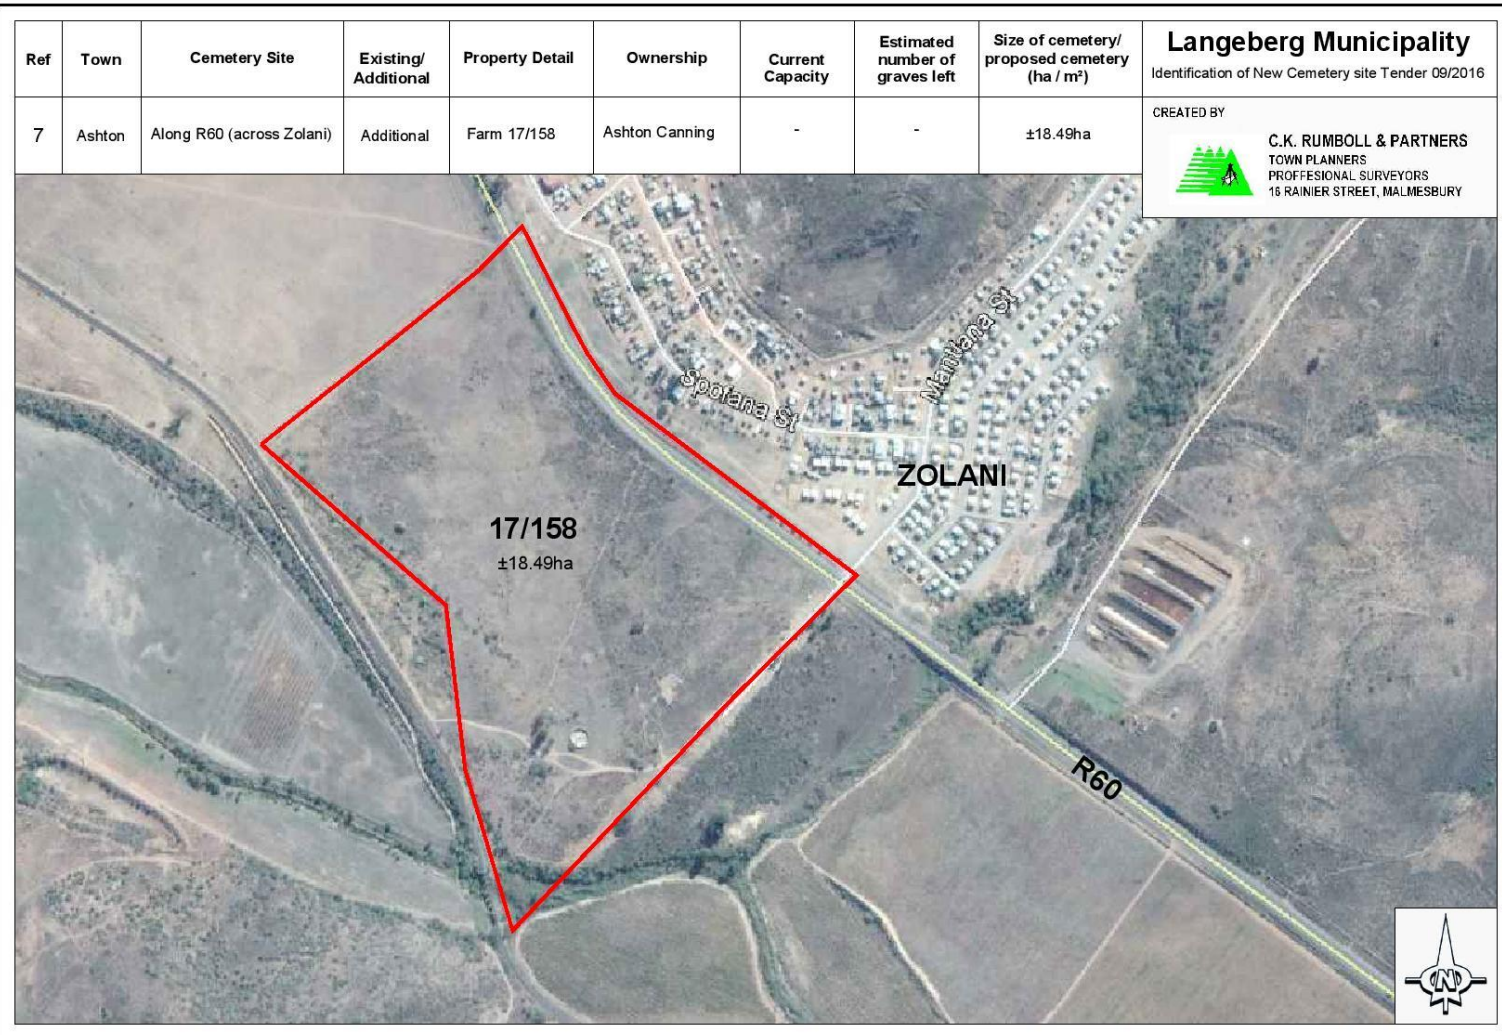 Ref
Town
Cemetery Site
Existing/
Additional
Property Detail
Ownership
Current
Capacity
Estimated
number of
graves left
Size of cemetery/
proposed cemetery
(ha / m²)
Langeberg Municipality
Identification of New Cemetery site Tender 09/2016
7
Ashton
Along R60 (across Zolani)
Additional
Farm 17/158
Ashton Canning
-
-
±18.49ha
CREATED BY
C.K. RUMBOLL & PARTNERS
TOWN PLANNERS
PROFFESIONAL SURVEYORS
16 RAINIER STREET, MALMESBURY
Spofana St
Mantlana St
ZOLANI
17/158
±18.49ha
R60
N